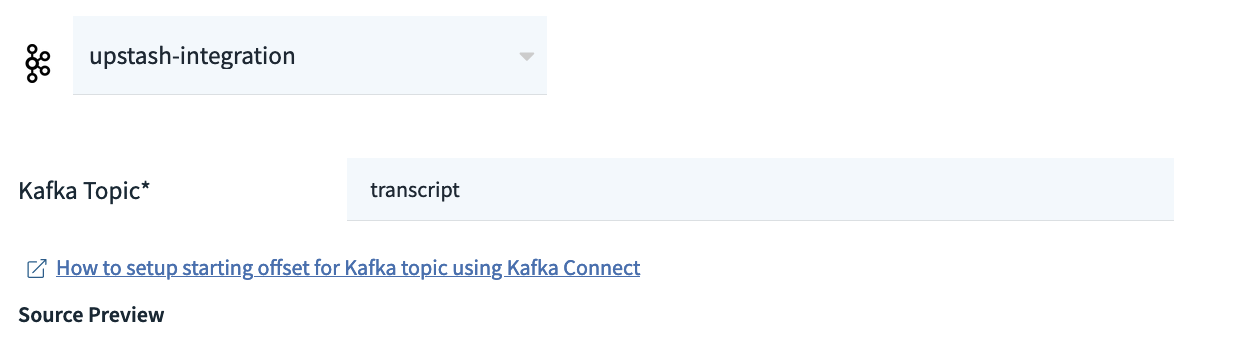 upstash-integration
Kafka Topic* transcript
How to setup starting offset for Kafka topic using Kafka Connect
Source Preview